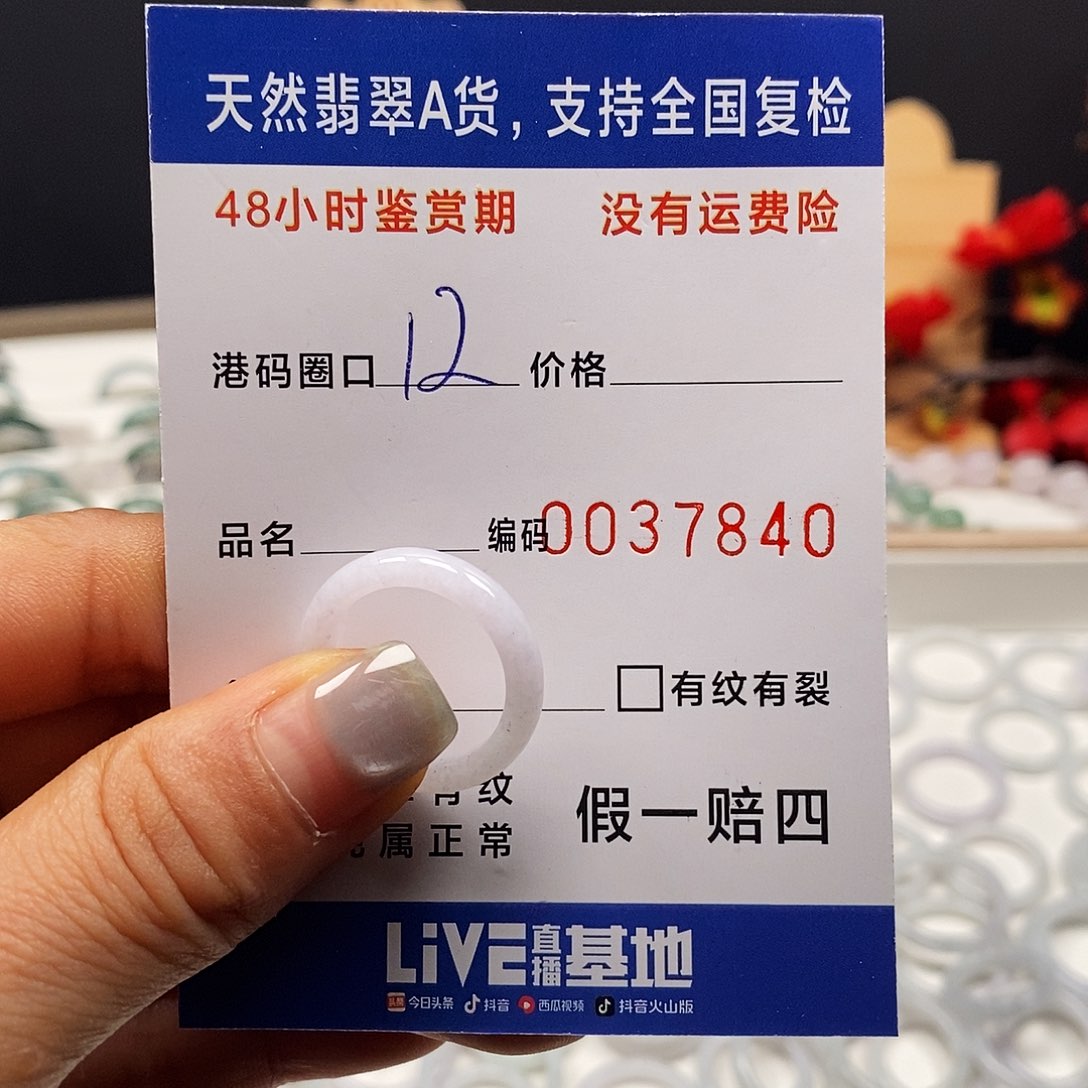 天然翡翠A货，支持全国复检
48小时鉴赏期 没有运费险
港码圈口 12 价格
品名 编码 0037840
有纹有裂
有纹
属正常
假一赔四
LiVE直播基地
头条 今日头条 抖音 西瓜视频 抖音火山版